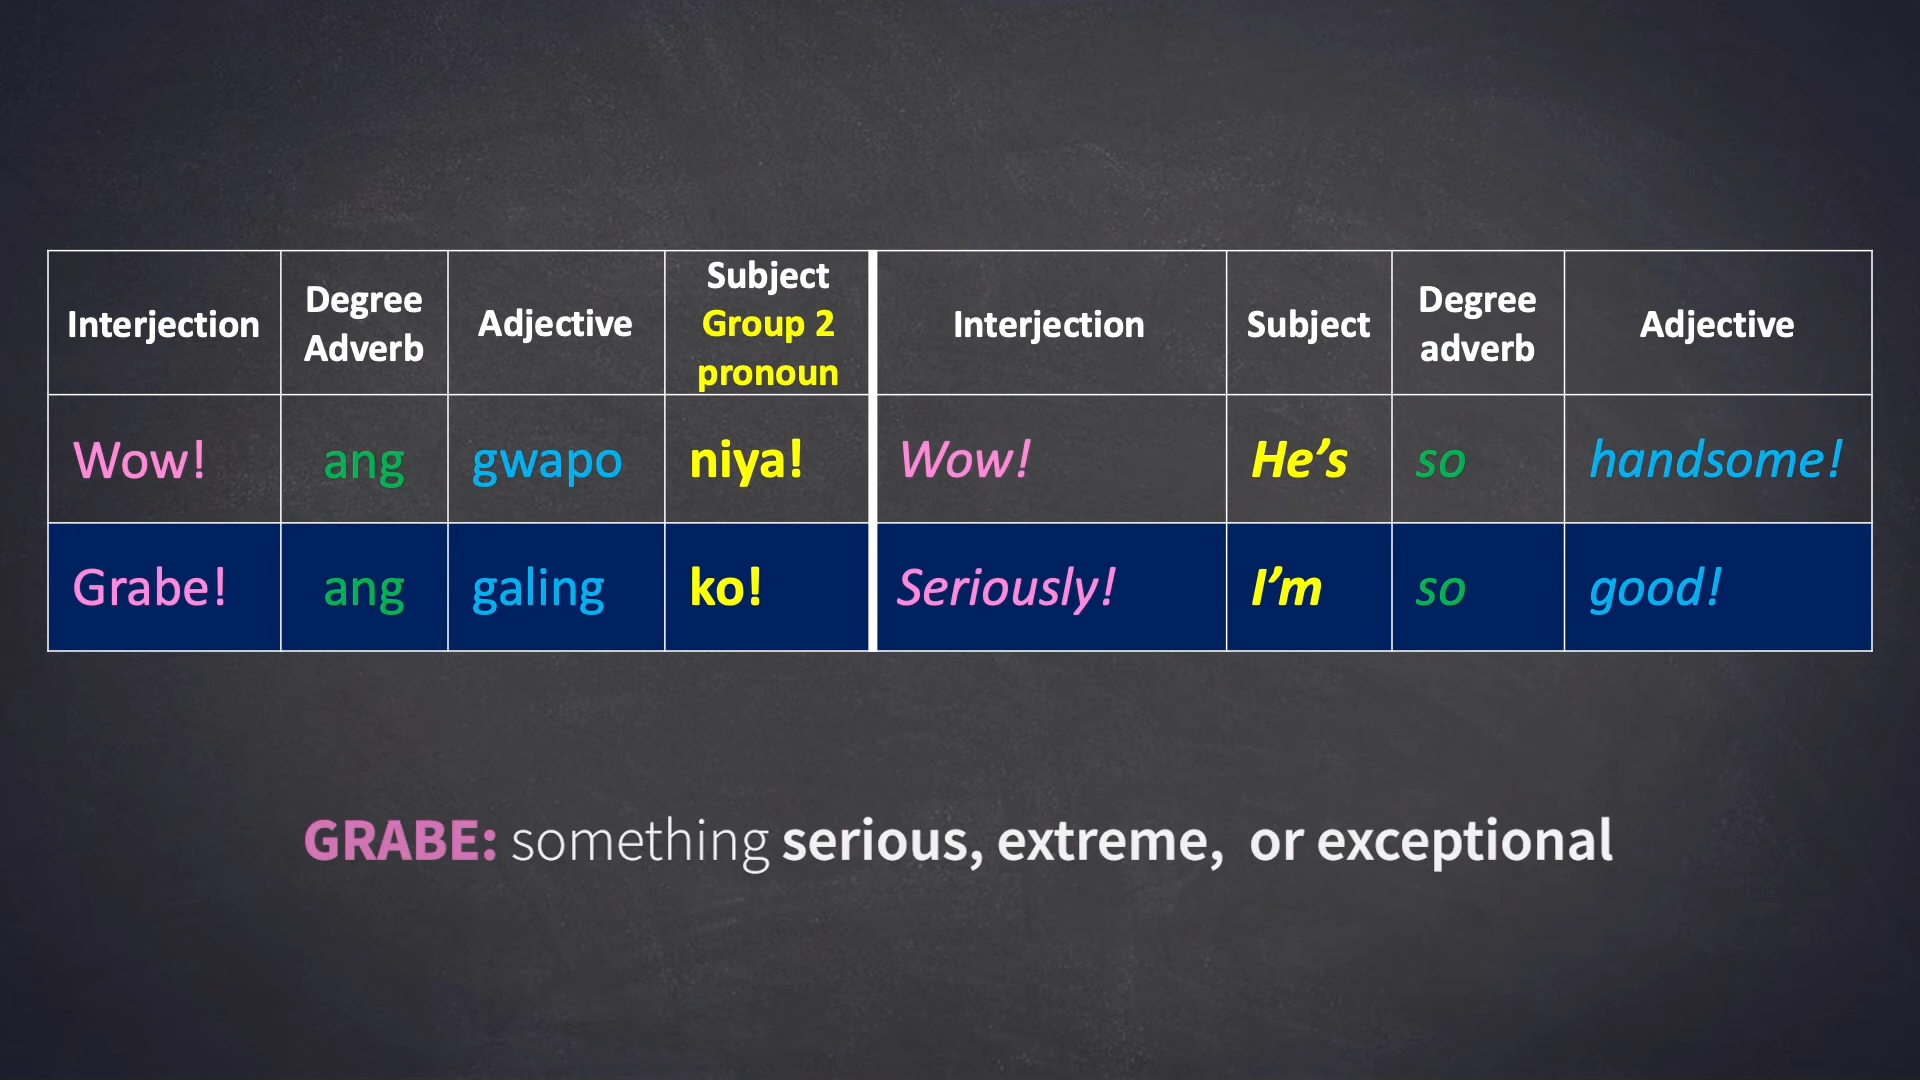 Interjection
Degree
Adverb
Adjective
Subject
Group 2
pronoun
Interjection
Subject
Degree
adverb
Adjective
Wow! ang gwapo niya! Wow! He’s so handsome!
Grabe! ang galing ko! Seriously! I’m so good!
GRABE: something serious, extreme, or exceptional